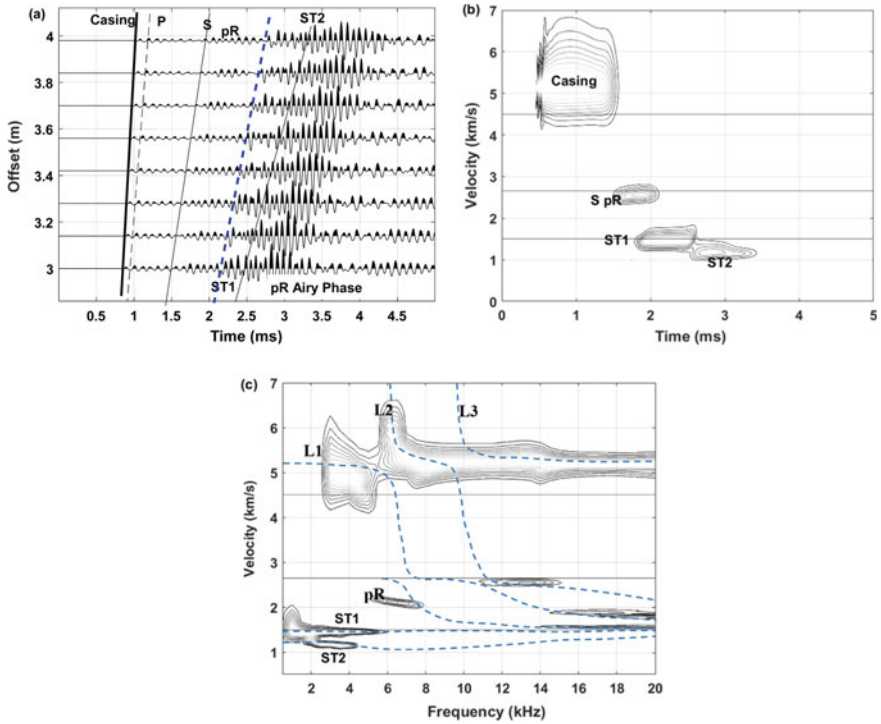 (a)
Casing P S pR ST2
4
3.8
3.6
3.4
3.2
3
Offset (m)
ST1 pR Airy Phase
0.5 1 1.5 2 2.5 3 3.5 4 4.5
Time (ms)
(b)
7
6
5
4
3
2
1
0
Velocity (km/s)
Casing
S pR
ST1
ST2
0 1 2 3 4 5
Time (ms)
(c)
7
6
5
4
3
2
1
Velocity (km/s)
L1
L2
L3
pR
ST1
ST2
2 4 6 8 10 12 14 16 18 20
Frequency (kHz)